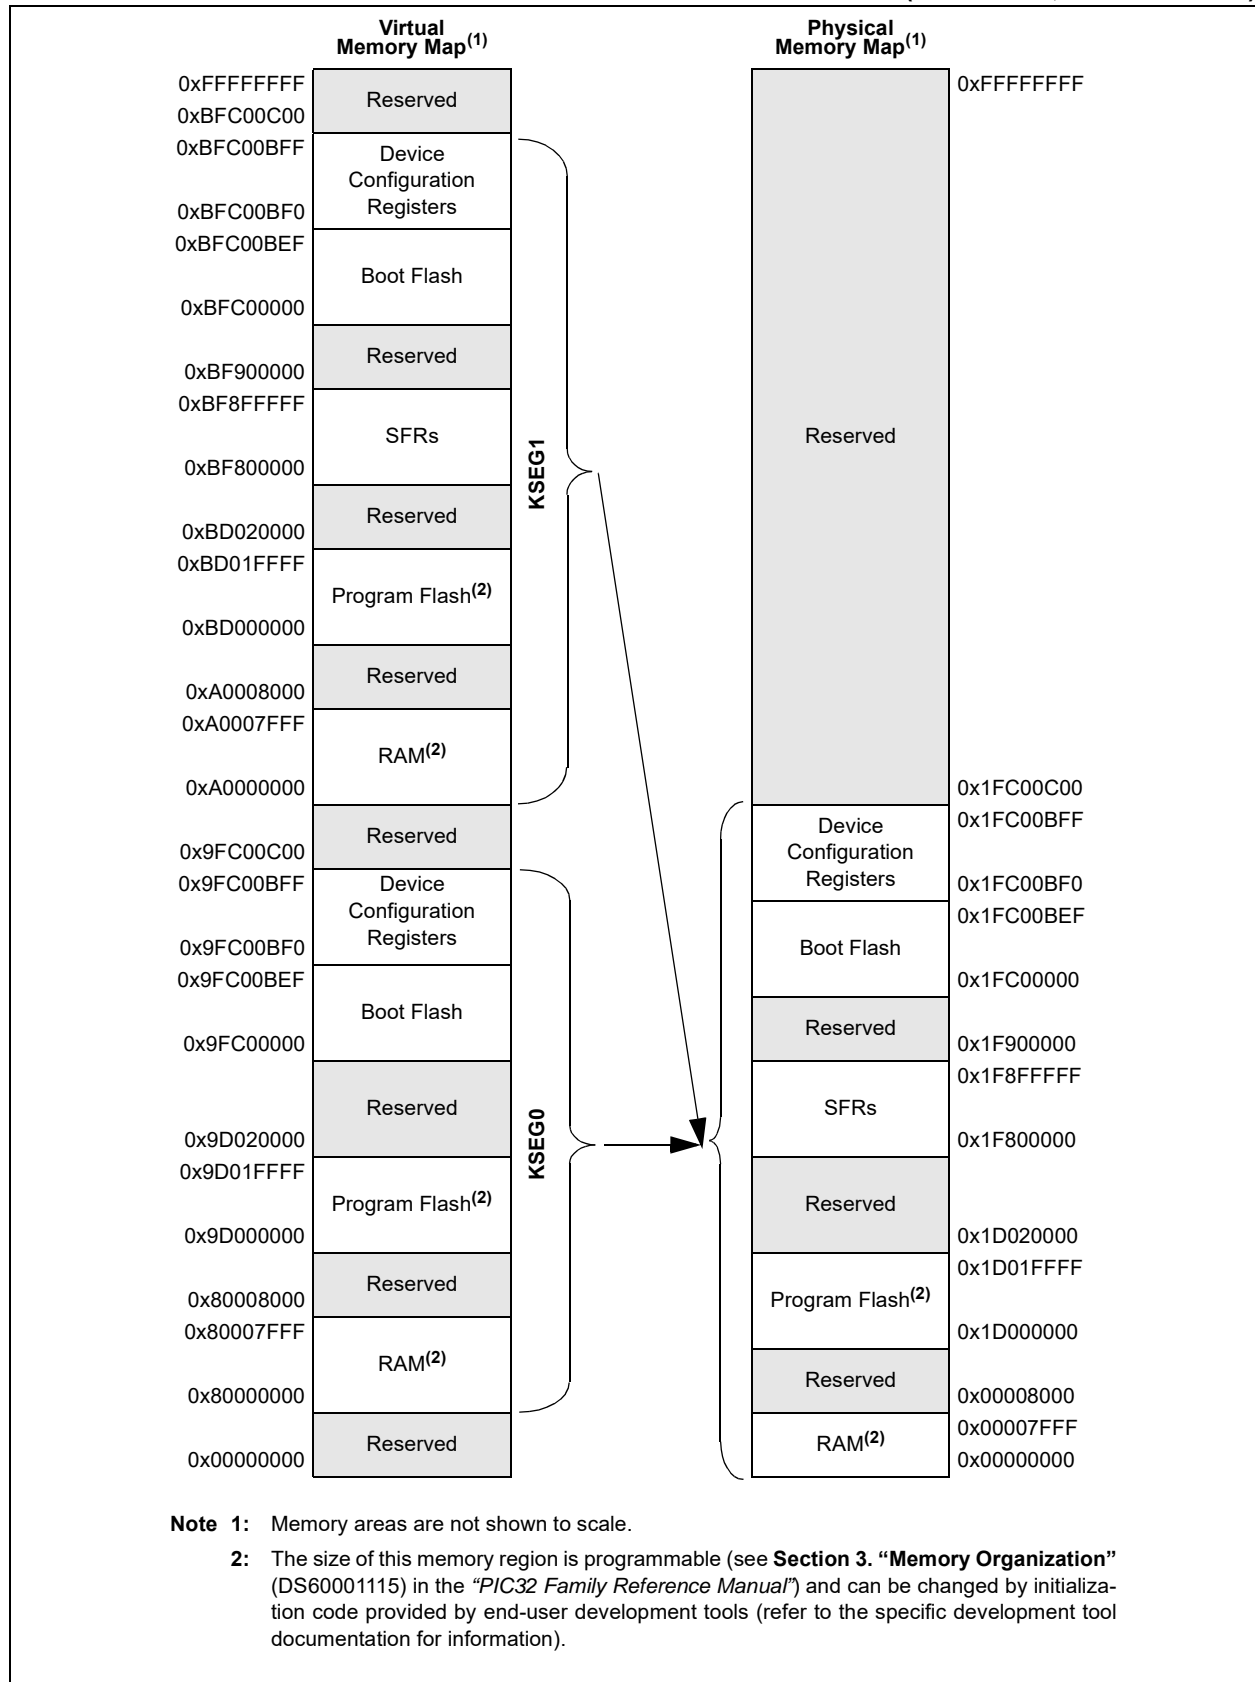 Virtual
Memory Map(1)
Physical
Memory Map(1)
0xFFFFFFFF
Reserved
0xBFC00C00
0xBFC00BFF
Device
Configuration
Registers
0xBFC00BF0
0xBFC00BEF
Boot Flash
0xBFC00000
Reserved
0xBF900000
0xBF8FFFFF
SFRs
0xBF800000
Reserved
0xBD020000
0xBD01FFFF
Program Flash(2)
0xBD000000
Reserved
0xA0008000
0xA0007FFF
RAM(2)
0xA0000000
KSEG1
Reserved
0x9FC00C00
0x9FC00BFF
Device
Configuration
Registers
0x9FC00BF0
0x9FC00BEF
Boot Flash
0x9FC00000
Reserved
0x9D020000
0x9D01FFFF
Program Flash(2)
0x9D000000
Reserved
0x80008000
0x80007FFF
RAM(2)
0x80000000
KSEG0
Reserved
0x00000000
0xFFFFFFFF
Reserved
0x1FC00C00
0x1FC00BFF
Device
Configuration
Registers
0x1FC00BF0
0x1FC00BEF
Boot Flash
0x1FC00000
Reserved
0x1F900000
0x1F8FFFFF
SFRs
0x1F800000
Reserved
0x1D020000
0x1D01FFFF
Program Flash(2)
0x1D000000
Reserved
0x00008000
0x00007FFF
RAM(2)
0x00000000
Note 1: Memory areas are not shown to scale.
2: The size of this memory region is programmable (see Section 3. “Memory Organization”
(DS60001115) in the “PIC32 Family Reference Manual”) and can be changed by initializa-
tion code provided by end-user development tools (refer to the specific development tool
documentation for information).